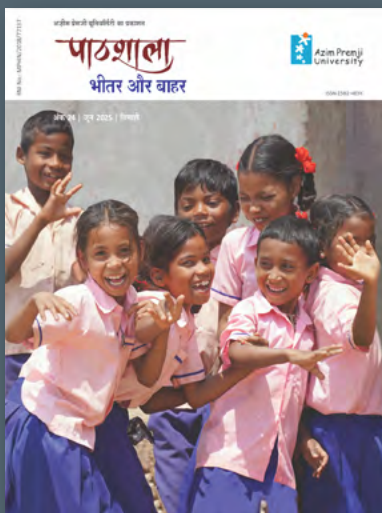 अज़ीम प्रेमजी यूनिवर्सिटी का प्रकाशन
पाठशाला
भीतर और बाहर
Azim Premji
University
अंक 24 | जून 2025 | तिमाही